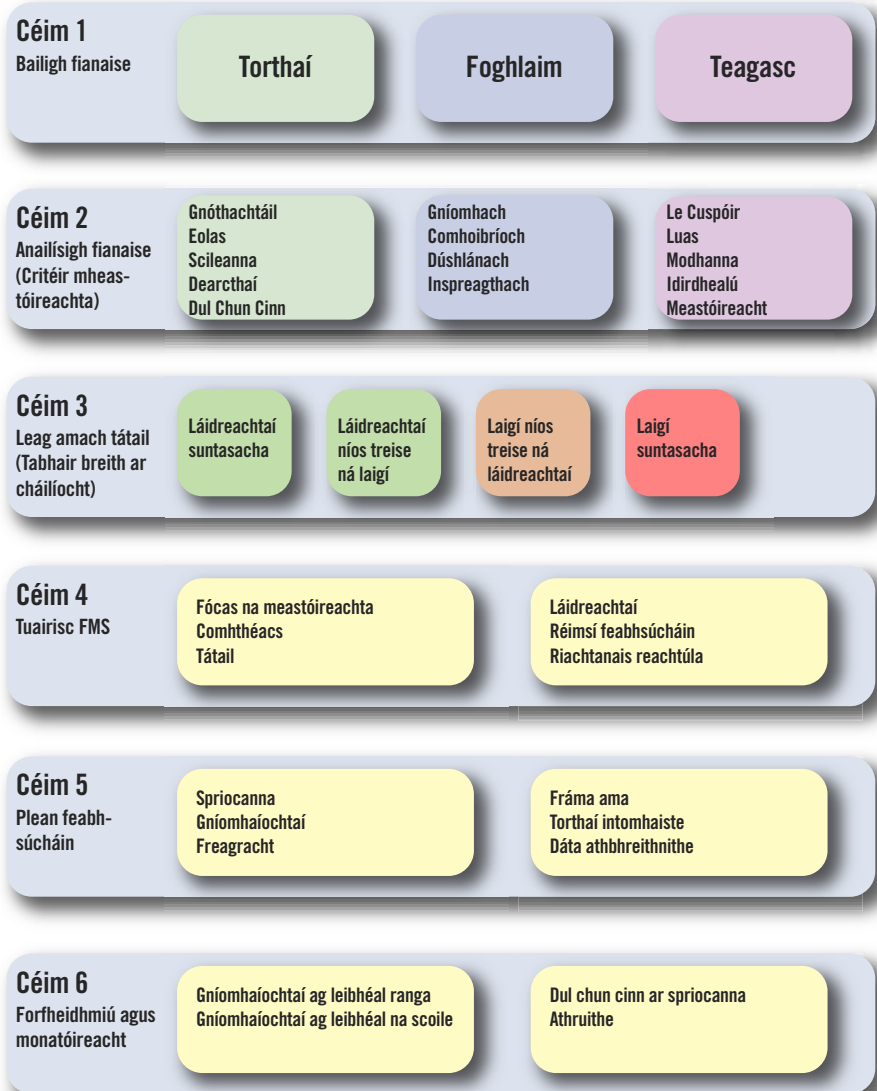 Céim 1
Bailigh fianaise
Torthaí
Foghlaim
Teagasc
Céim 2
Anailísigh fianaise
(Critéir mheas-
tóireachta)
Gnóthachtáil
Eolas
Scileanna
Dearcthaí
Dul Chun Cinn
Gníomhach
Comhoibríoch
Dúshlánach
Inspreagthach
Le Cuspóir
Luas
Modhanna
Idirdhealú
Meastóireacht
Céim 3
Leag amach tátail
(Tabhair breith ar
cháilíocht)
Láidreachtaí
suntasacha
Láidreachtaí
níos treise
ná laigí
Laigí níos
treise ná
láidreachtaí
Laigí
suntasacha
Céim 4
Tuairisc FMS
Fócas na meastóireachta
Comhthéacs
Tátail
Láidreachtaí
Réimsí feabhsúcháin
Riachtanais reachtúla
Céim 5
Plean feabh-
súcháin
Spriocanna
Gníomhaíochtaí
Freagracht
Fráma ama
Torthaí intomhaiste
Dáta athbhreithnithe
Céim 6
Forfheidhmiú agus
monatóireacht
Gníomhaíochtaí ag leibhéal ranga
Gníomhaíochtaí ag leibhéal na scoile
Dul chun cinn ar spriocanna
Athruithe